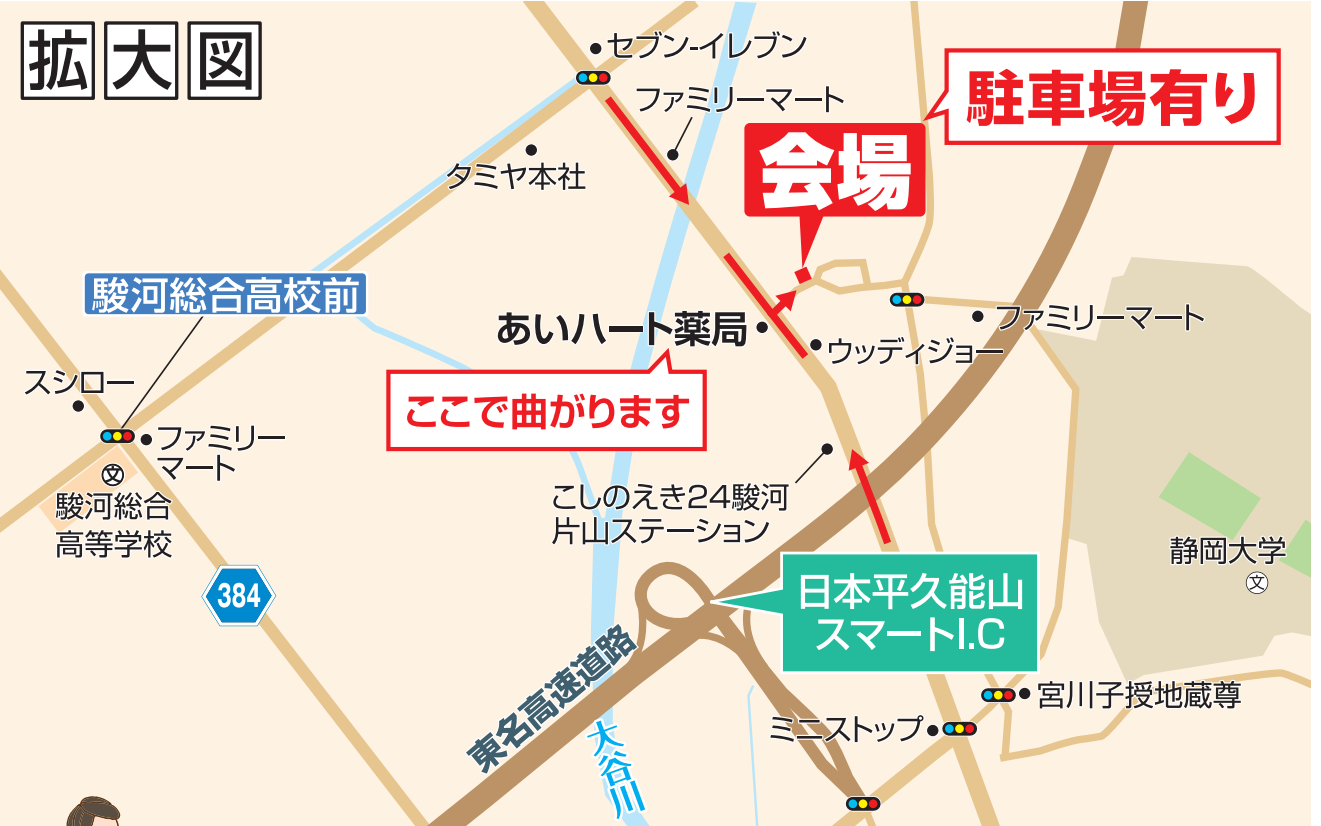 拡大図
セブン-イレブン
ファミリーマート
駐車場有り
会場
タミヤ本社
駿河総合高校前
あいハート薬局
ファミリーマート
ウッディジョー
スシロー
ここで曲がります
ファミリー
マート
文
駿河総合
高等学校
こしのえき24駿河
片山ステーション
静岡大学
文
384
日本平久能山
スマートI.C
東名高速道路
宮川子授地蔵尊
ミニストップ
大谷川